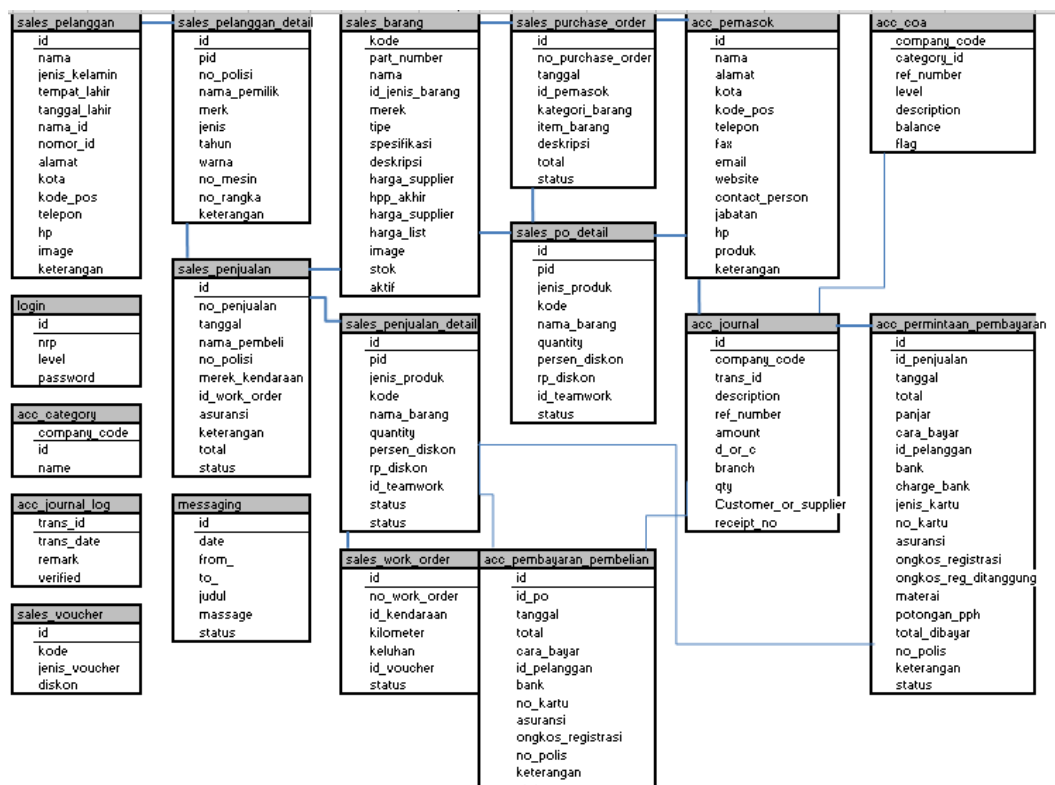 sales_pelanggan
id
nama
jenis_kelamin
tempat_lahir
tanggal_lahir
nama_id
nomor_id
alamat
kota
kode_pos
telepon
hp
image
keterangan
login
id
nrp
level
password
acc_category
company_code
id
name
acc_journal_log
trans_id
trans_date
remark
verified
sales_voucher
id
kode
jenis_voucher
diskon
sales_pelanggan_detail
id
pid
no_polisi
nama_pemilik
merk
jenis
tahun
warna
no_mesin
no_rangka
keterangan
sales_penjualan
id
no_penjualan
tanggal
nama_pembeli
no_polisi
merek_kendaraan
id_work_order
asuransi
keterangan
total
status
messaging
id
date
from_
to_
judul
massage
status
sales_barang
kode
part_number
nama
id_jenis_barang
merek
tipe
spesifikasi
deskripsi
harga_supplier
hpp_akhir
harga_supplier
harga_list
image
stok
aktif
sales_penjualan_detail
id
pid
jenis_produk
kode
nama_barang
quantity
persen_diskon
rp_diskon
id_teamwork
status
status
sales_work_order
id
no_work_order
id_kendaraan
kilometer
keluhan
id_voucher
status
sales_purchase_order
id
no_purchase_order
tanggal
id_pemasok
kategori_barang
item_barang
deskripsi
total
status
sales_po_detail
id
pid
jenis_produk
kode
nama_barang
quantity
persen_diskon
rp_diskon
id_teamwork
status
acc_pembayaran_pembelian
id
id_po
tanggal
total
cara_bayar
id_pelanggan
bank
no_kartu
asuransi
ongkos_registrasi
no_polis
keterangan
acc_pemasok
id
nama
alamat
kota
kode_pos
telepon
fax
email
website
contact_person
jabatan
hp
produk
keterangan
acc_journal
id
company_code
trans_id
description
ref_number
amount
d_or_c
branch
qty
Customer_or_supplier
receipt_no
acc_coa
company_code
category_id
ref_number
level
description
balance
flag
acc_permintaan_pembayaran
id
id_penjualan
tanggal
total
panjar
cara_bayar
id_pelanggan
bank
charge_bank
jenis_kartu
no_kartu
asuransi
ongkos_registrasi
ongkos_reg_ditanggung
materai
potongan_pph
total_dibayar
no_polis
keterangan
status